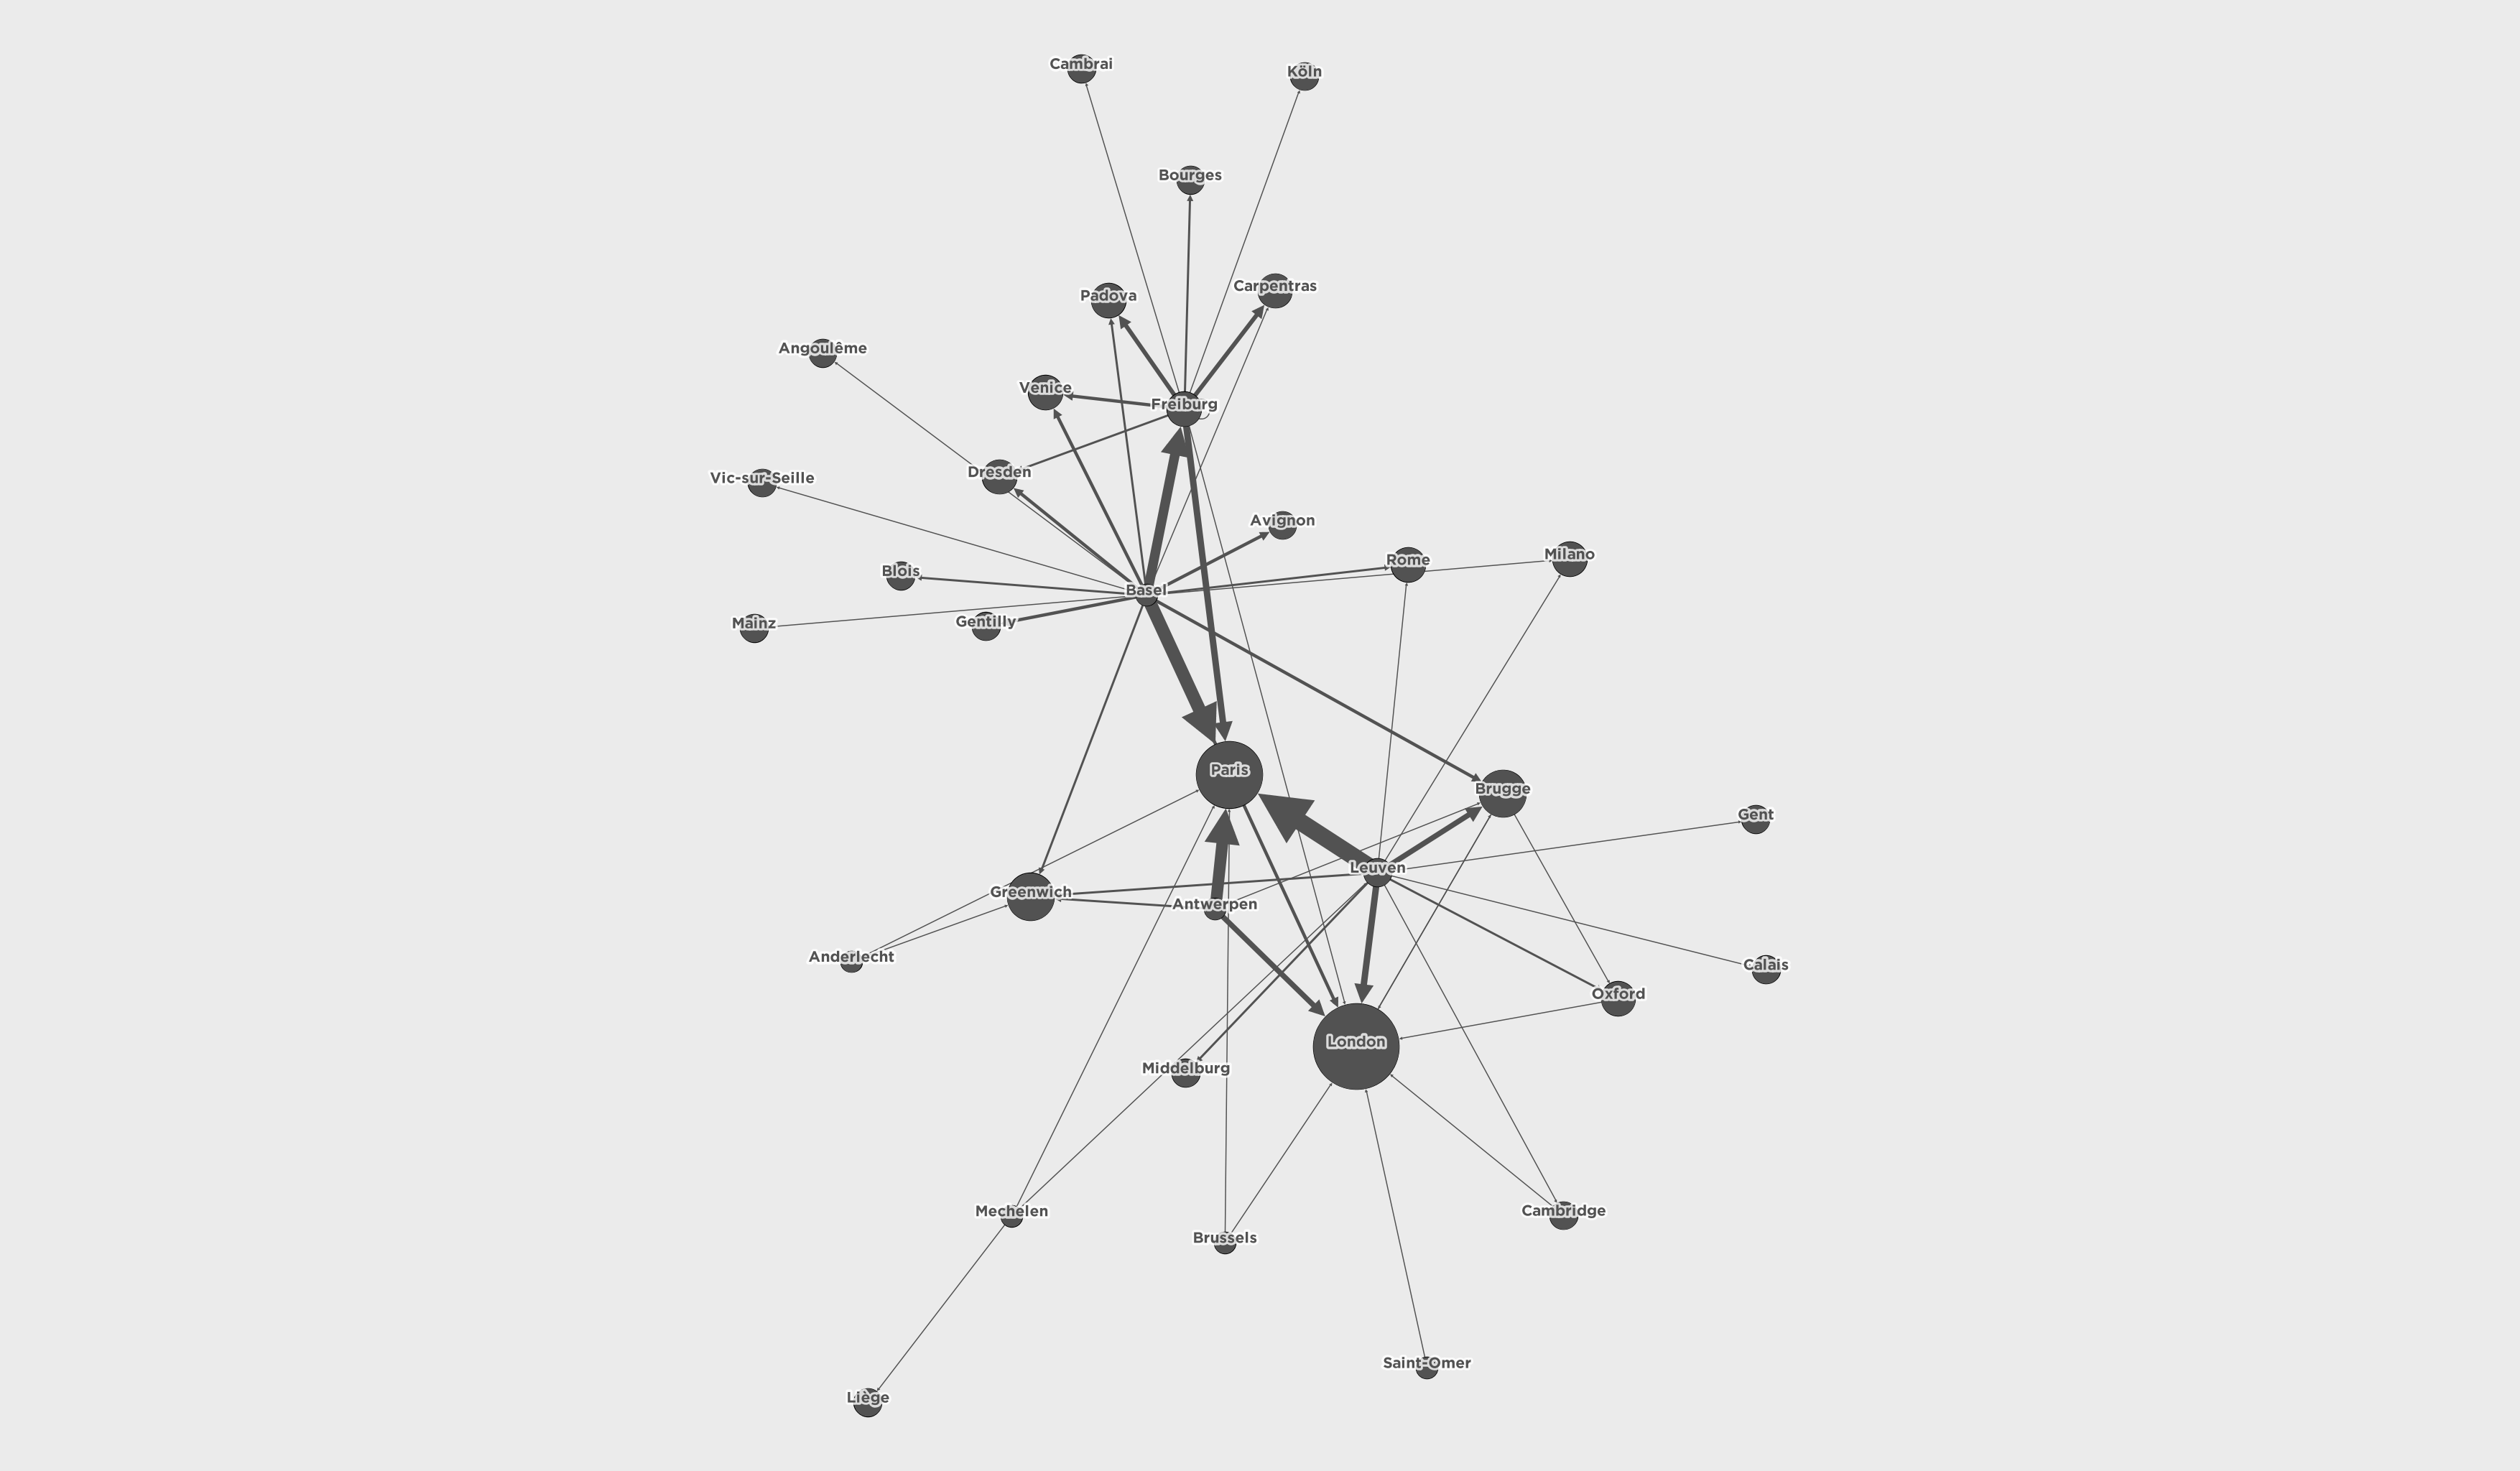 Cambrai
Köln
Bourges
Carpentras
Padova
Angoulême
Venice
Freiburg
Dresden
Vic-sur-Seille
Avignon
Milano
Rome
Blois
Basel
Gentilly
Mainz
Paris
Brugge
Gent
Leuven
Greenwich
Antwerpen
Anderlecht
Calais
Oxford
London
Middelburg
Mechelen
Cambridge
Brussels
Saint-Omer
Liège